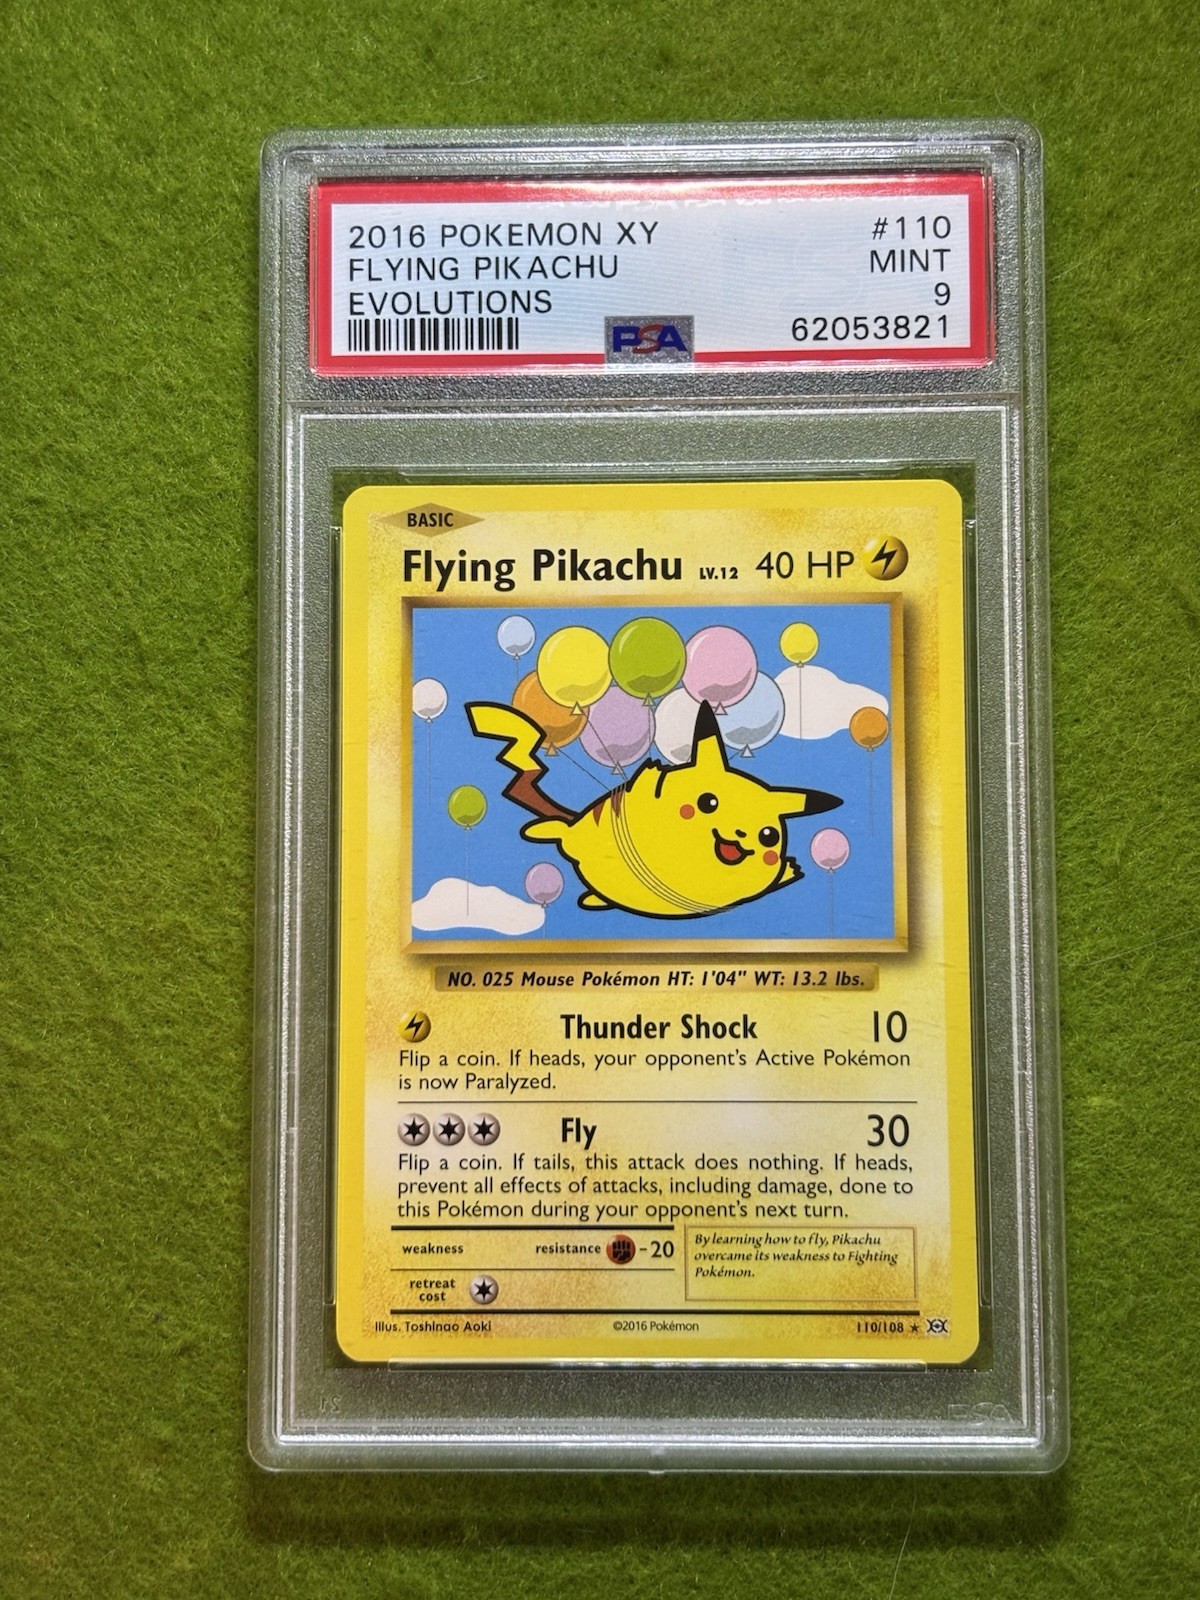 2016 POKEMON XY #110
FLYING PIKACHU MINT
EVOLUTIONS 9
PSA 62053821
BASIC
Flying Pikachu LV.12 40 HP
NO. 025 Mouse Pokémon HT: 1'04" WT: 13.2 lbs.
Thunder Shock 10
Flip a coin. If heads, your opponent's Active Pokémon
is now Paralyzed.
Fly 30
Flip a coin. If tails, this attack does nothing. If heads,
prevent all effects of attacks, including damage, done to
this Pokémon during your opponent's next turn.
weakness resistance -20
retreat
cost
By learning how to fly, Pikachu
overcame its weakness to Fighting
Pokémon.
Illus. Toshinao Aoki ©2016 Pokémon 110/108 ★
PSA